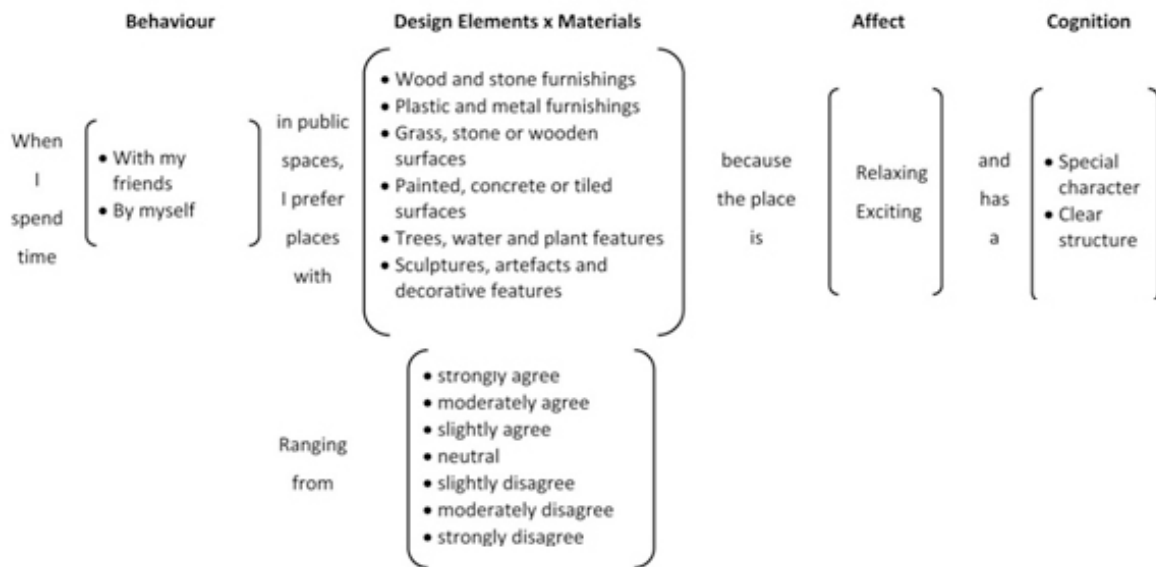 Behaviour
Design Elements x Materials
Affect
Cognition
When
I
spend
time
• With my
friends
• By myself
in public
spaces,
I prefer
places
with
• Wood and stone furnishings
• Plastic and metal furnishings
• Grass, stone or wooden
surfaces
• Painted, concrete or tiled
surfaces
• Trees, water and plant features
• Sculptures, artefacts and
decorative features
because
the place
is
Relaxing
Exciting
and
has
a
• Special
character
• Clear
structure
Ranging
from
• strongly agree
• moderately agree
• slightly agree
• neutral
• slightly disagree
• moderately disagree
• strongly disagree